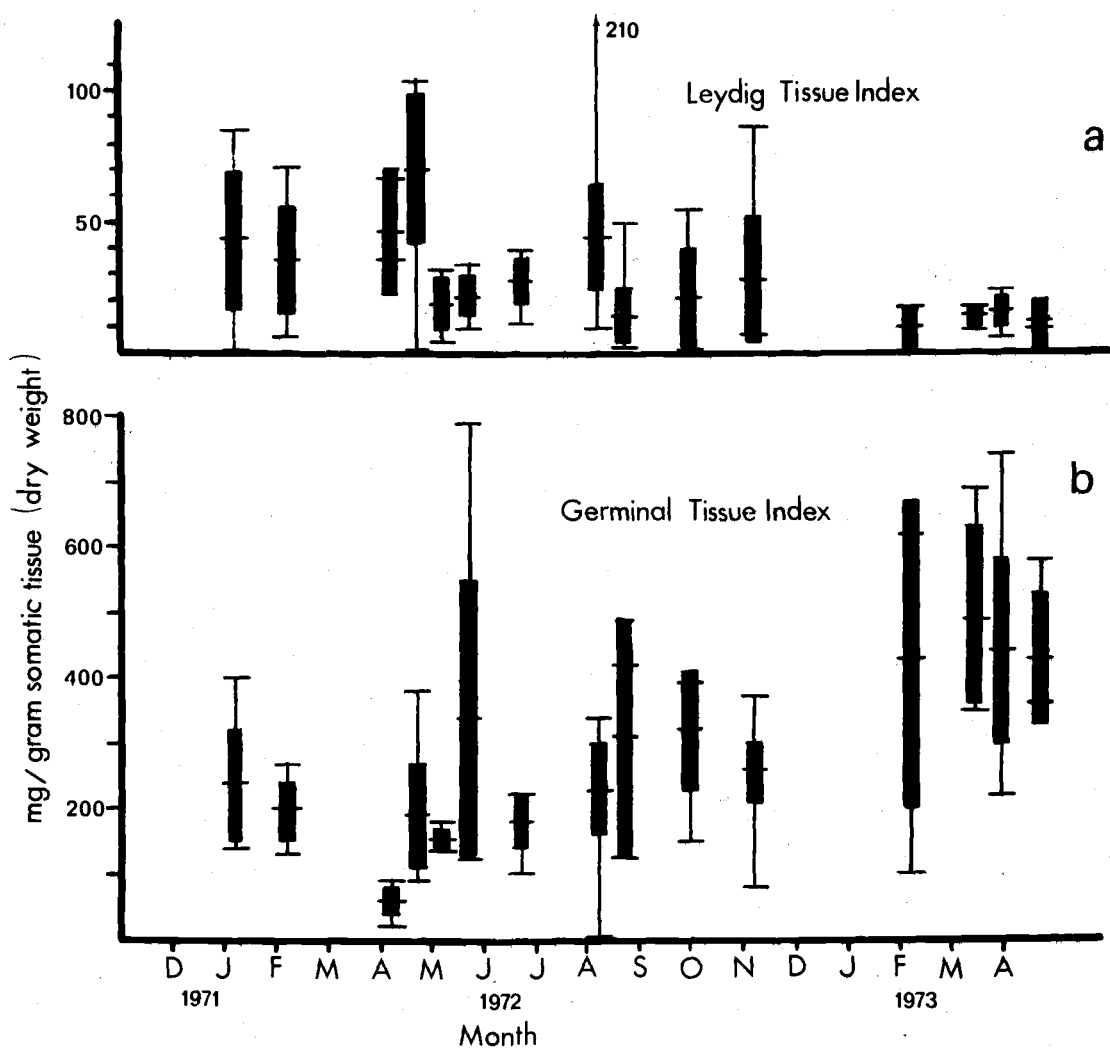 210
100
Leydig Tissue Index
a
50
mg/gram somatic tissue (dry weight)
800
b
Germinal Tissue Index
600
400
200
D J F M A M J J A S O N D J F M A
1971 1972 1973
Month